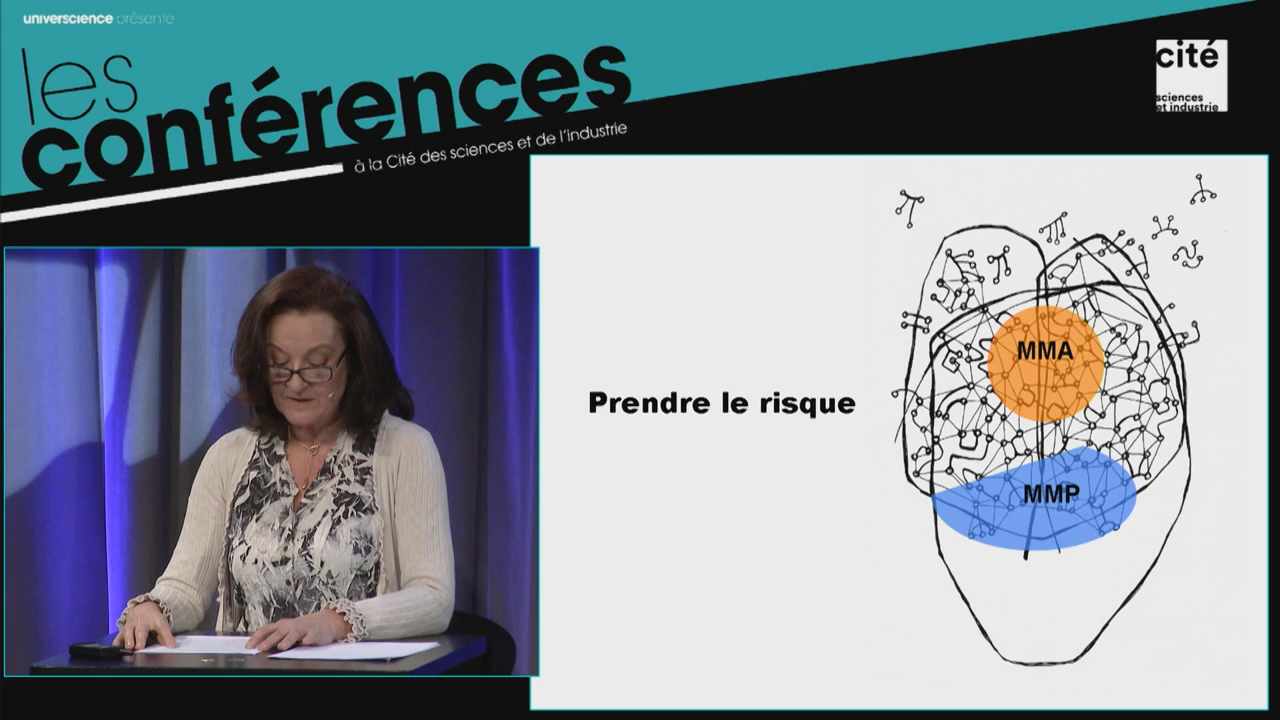 universcience présente
les
conférences
à la Cité des sciences et de l'industrie
cité
sciences
et industrie
MMA
Prendre le risque
MMP